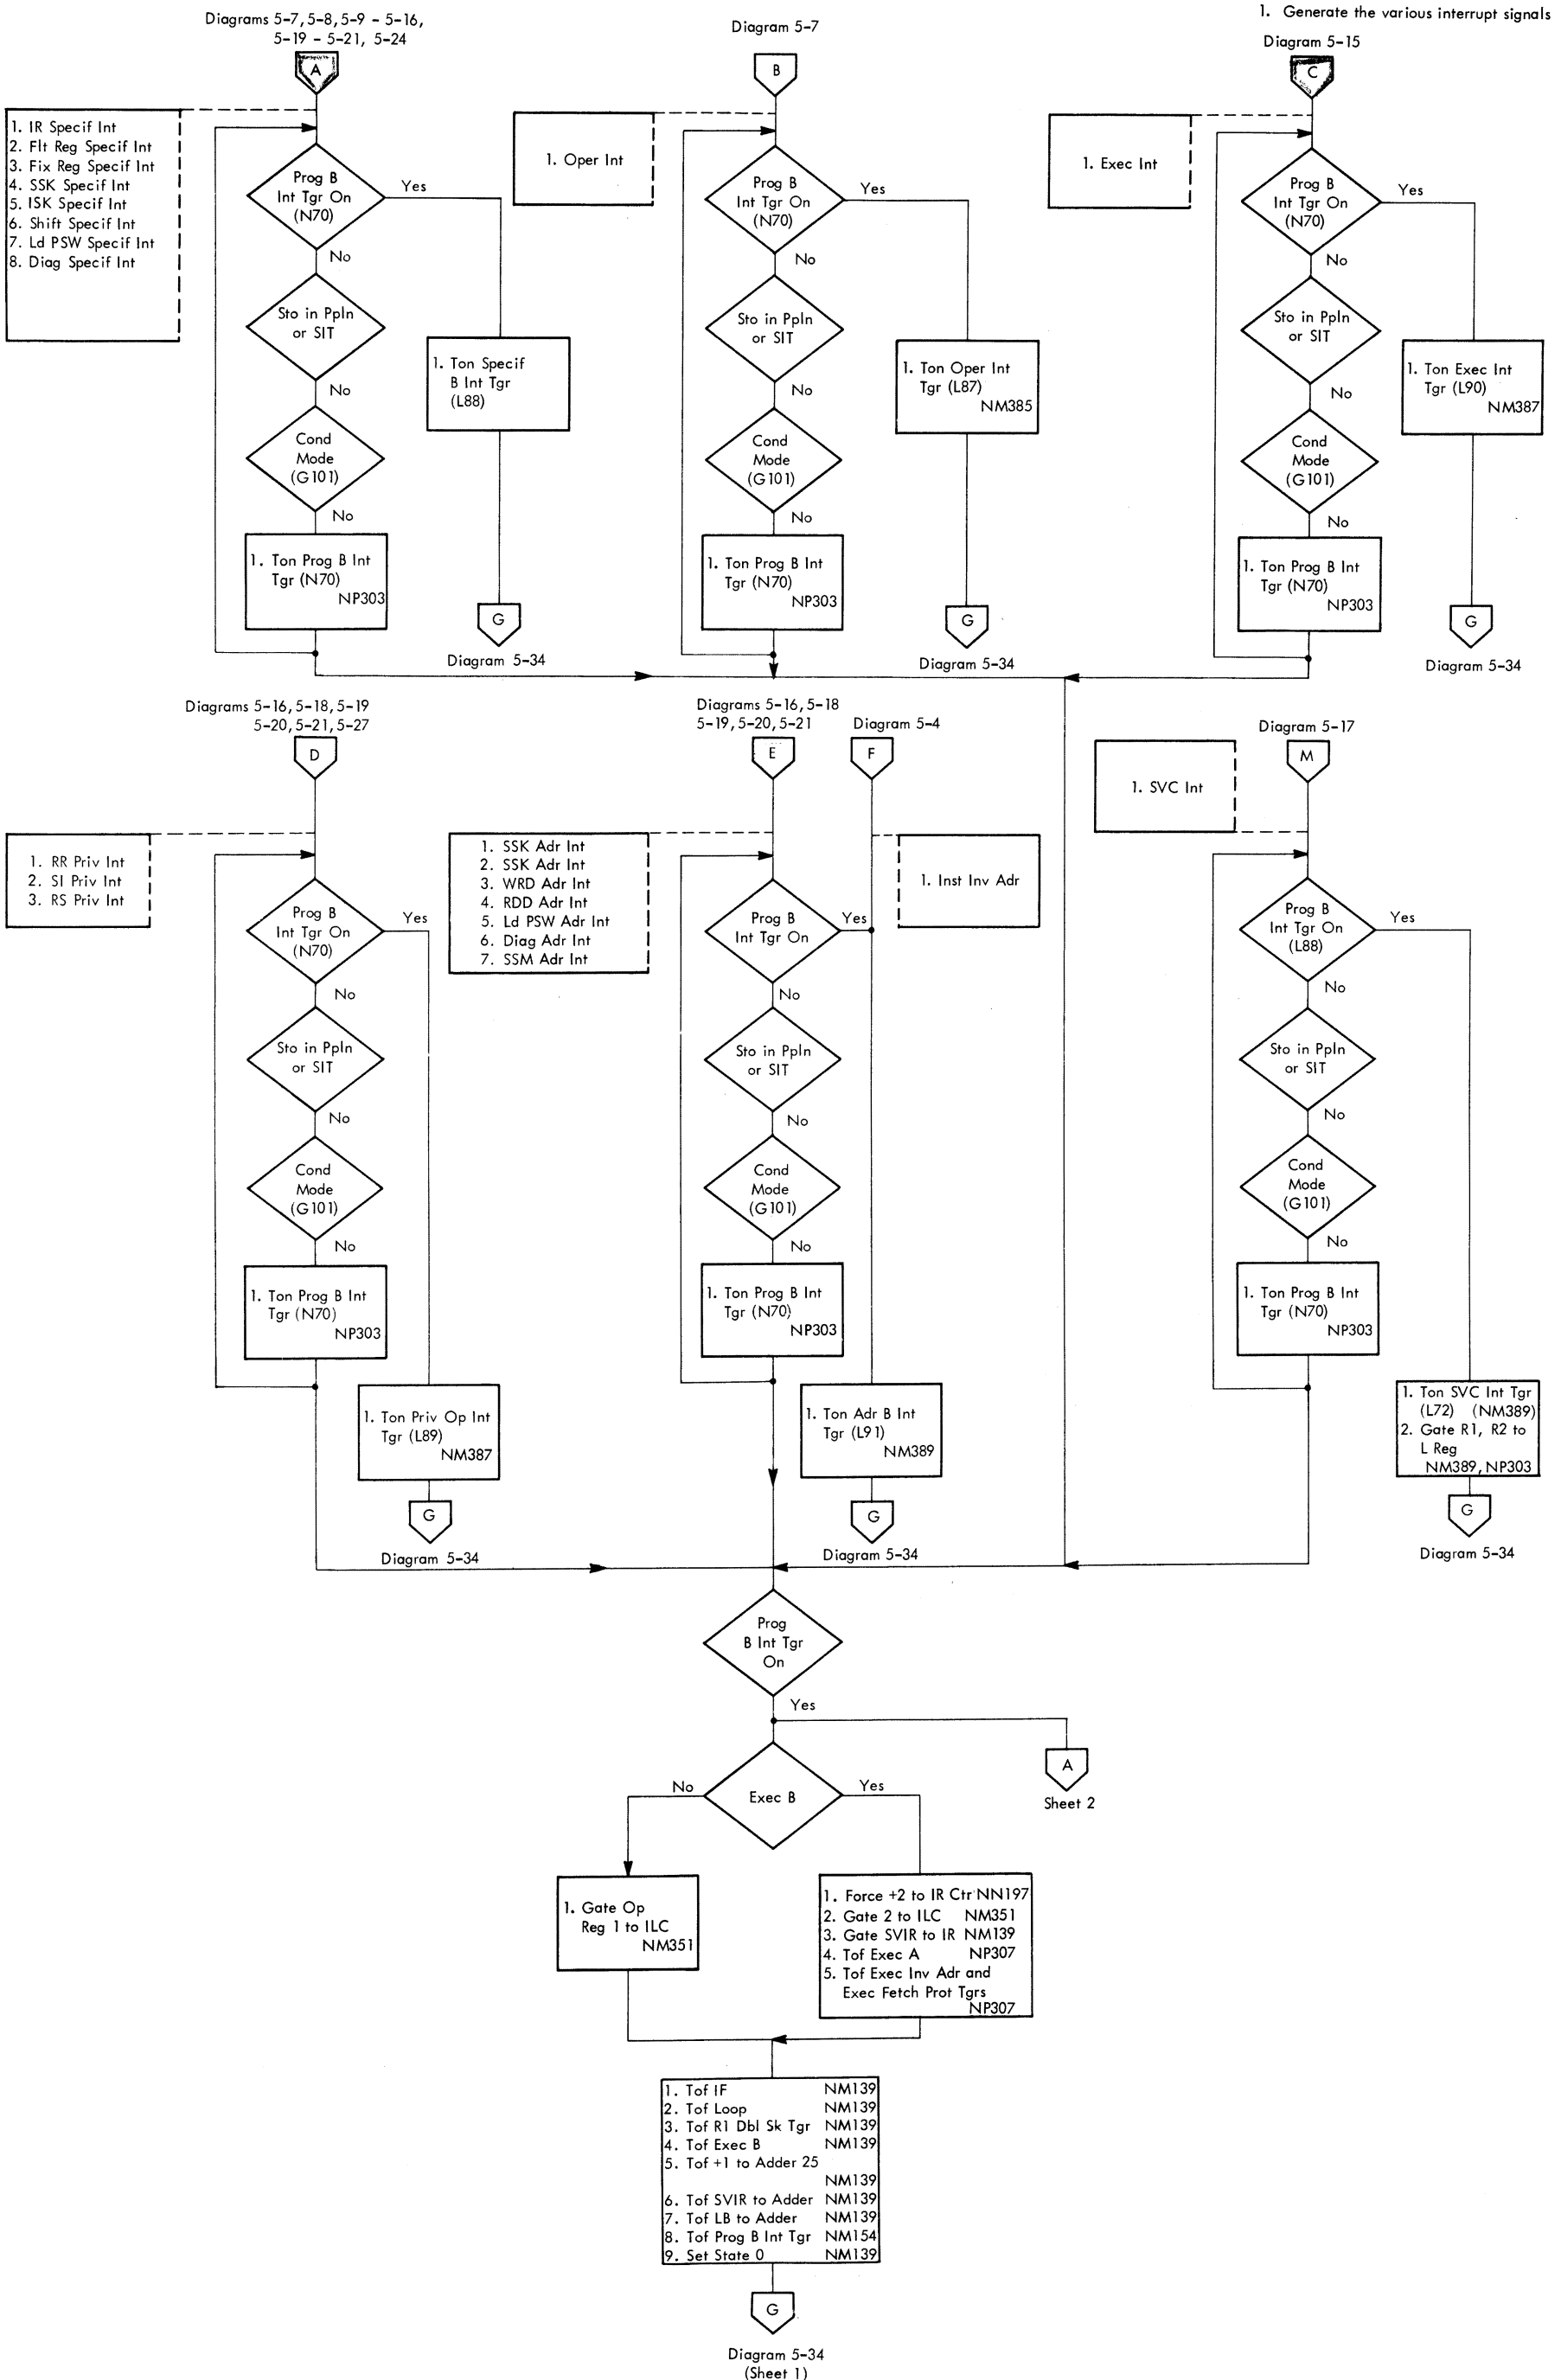 Diagrams 5-7, 5-8, 5-9 - 5-16,
5-19 - 5-21, 5-24
A
1. IR Specif Int
2. Flt Reg Specif Int
3. Fix Reg Specif Int
4. SSK Specif Int
5. ISK Specif Int
6. Shift Specif Int
7. Ld PSW Specif Int
8. Diag Specif Int
Prog B
Int Tgr On
(N70)
Yes
No
Sto in Ppln
or SIT
No
Cond
Mode
(G101)
No
1. Ton Prog B Int
Tgr (N70)
NP303
1. Ton Specif
B Int Tgr
(L88)
G
Diagram 5-34
Diagram 5-7
B
1. Oper Int
Prog B
Int Tgr On
(N70)
Yes
No
Sto in Ppln
or SIT
No
Cond
Mode
(G101)
No
1. Ton Prog B Int
Tgr (N70)
NP303
1. Ton Oper Int
Tgr (L87)
NM385
G
Diagram 5-34
1. Generate the various interrupt signals
Diagram 5-15
C
1. Exec Int
Prog B
Int Tgr On
(N70)
Yes
No
Sto in Ppln
or SIT
No
Cond
Mode
(G101)
No
1. Ton Prog B Int
Tgr (N70)
NP303
1. Ton Exec Int
Tgr (L90)
NM387
G
Diagram 5-34
Diagrams 5-16, 5-18, 5-19
5-20, 5-21, 5-27
D
1. RR Priv Int
2. SI Priv Int
3. RS Priv Int
Prog B
Int Tgr On
(N70)
Yes
No
Sto in Ppln
or SIT
No
Cond
Mode
(G101)
No
1. Ton Prog B Int
Tgr (N70)
NP303
1. Ton Priv Op Int
Tgr (L89)
NM387
G
Diagram 5-34
Diagrams 5-16, 5-18
5-19, 5-20, 5-21
E
1. SSK Adr Int
2. SSK Adr Int
3. WRD Adr Int
4. RDD Adr Int
5. Ld PSW Adr Int
6. Diag Adr Int
7. SSM Adr Int
Prog B
Int Tgr On
Yes
No
Sto in Ppln
or SIT
No
Cond
Mode
(G101)
No
1. Ton Prog B Int
Tgr (N70)
NP303
Diagram 5-4
F
1. Inst Inv Adr
1. Ton Adr B Int
Tgr (L91)
NM389
G
Diagram 5-34
Diagram 5-17
M
1. SVC Int
Prog B
Int Tgr On
(L88)
Yes
No
Sto in Ppln
or SIT
No
Cond
Mode
(G101)
No
1. Ton Prog B Int
Tgr (N70)
NP303
1. Ton SVC Int Tgr
(L72) (NM389)
2. Gate R1, R2 to
L Reg
NM389, NP303
G
Diagram 5-34
Prog
B Int Tgr
On
Yes
A
Sheet 2
Exec B
No
Yes
1. Gate Op
Reg 1 to ILC
NM351
1. Force +2 to IR Ctr NN197
2. Gate 2 to ILC NM351
3. Gate SVIR to IR NM139
4. Tof Exec A NP307
5. Tof Exec Inv Adr and
Exec Fetch Prot Tgrs
NP307
1. Tof IF NM139
2. Tof Loop NM139
3. Tof R1 Dbl Sk Tgr NM139
4. Tof Exec B NM139
5. Tof +1 to Adder 25
NM139
6. Tof SVIR to Adder NM139
7. Tof LB to Adder NM139
8. Tof Prog B Int Tgr NM154
9. Set State 0 NM139
G
Diagram 5-34
(Sheet 1)